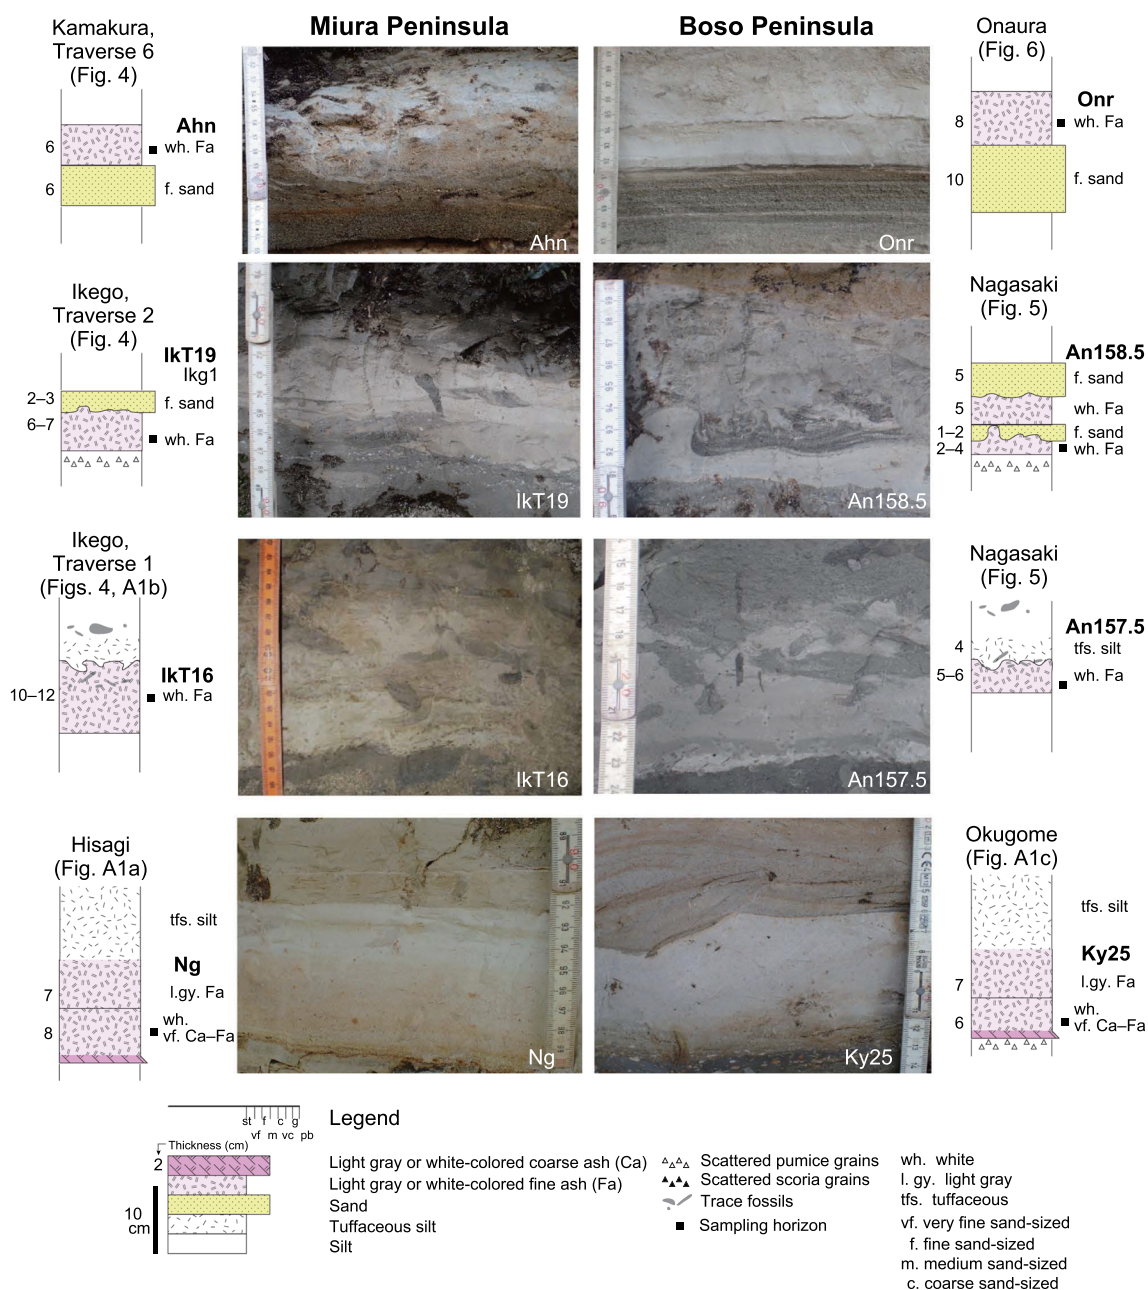 Miura Peninsula
Boso Peninsula
Kamakura,
Traverse 6
(Fig. 4)
Ahn
6
wh. Fa
6
f. sand
Ahn
Onr
Onaura
(Fig. 6)
Onr
8
wh. Fa
10
f. sand
Ikego,
Traverse 2
(Fig. 4)
IkT19
Ikg1
2–3
f. sand
6–7
wh. Fa
IkT19
An158.5
Nagasaki
(Fig. 5)
An158.5
5
f. sand
5
wh. Fa
1–2
f. sand
2–4
wh. Fa
Ikego,
Traverse 1
(Figs. 4, A1b)
IkT16
10–12
wh. Fa
IkT16
An157.5
Nagasaki
(Fig. 5)
An157.5
4
tfs. silt
5–6
wh. Fa
Hisagi
(Fig. A1a)
tfs. silt
Ng
7
l.gy. Fa
wh.
8
vf. Ca–Fa
Ng
Ky25
Okugome
(Fig. A1c)
tfs. silt
Ky25
7
l.gy. Fa
wh.
6
vf. Ca–Fa
st f c g
vf m vc pb
Thickness (cm)
2
10
cm
Legend
Light gray or white-colored coarse ash (Ca)
Light gray or white-colored fine ash (Fa)
Sand
Tuffaceous silt
Silt
Scattered pumice grains
Scattered scoria grains
Trace fossils
Sampling horizon
wh. white
l. gy. light gray
tfs. tuffaceous
vf. very fine sand-sized
f. fine sand-sized
m. medium sand-sized
c. coarse sand-sized